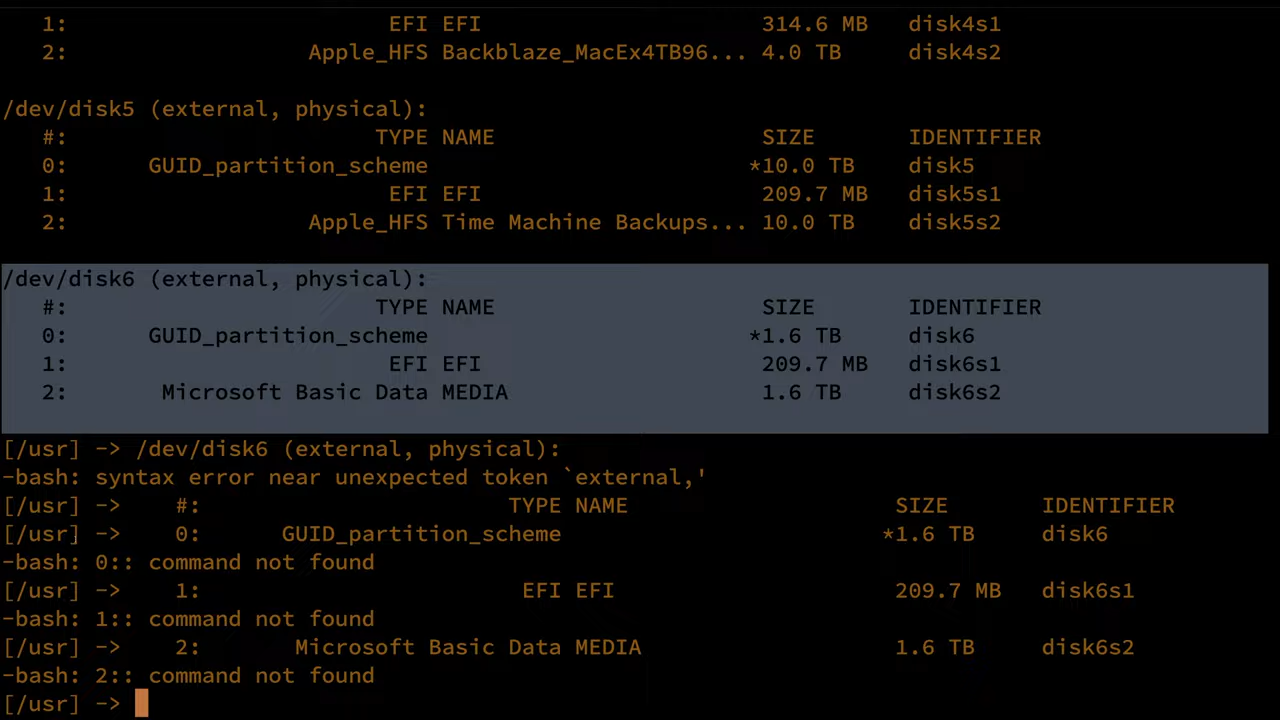 1: EFI EFI 314.6 MB disk4s1
2: Apple_HFS Backblaze_MacEx4TB96... 4.0 TB disk4s2
/dev/disk5 (external, physical):
#: TYPE NAME SIZE IDENTIFIER
0: GUID_partition_scheme *10.0 TB disk5
1: EFI EFI 209.7 MB disk5s1
2: Apple_HFS Time Machine Backups... 10.0 TB disk5s2
/dev/disk6 (external, physical):
#: TYPE NAME SIZE IDENTIFIER
0: GUID_partition_scheme *1.6 TB disk6
1: EFI EFI 209.7 MB disk6s1
2: Microsoft Basic Data MEDIA 1.6 TB disk6s2
[/usr] -> /dev/disk6 (external, physical):
-bash: syntax error near unexpected token `external,'
[/usr] -> #: TYPE NAME SIZE IDENTIFIER
[/usr] -> 0: GUID_partition_scheme *1.6 TB disk6
-bash: 0:: command not found
[/usr] -> 1: EFI EFI 209.7 MB disk6s1
-bash: 1:: command not found
[/usr] -> 2: Microsoft Basic Data MEDIA 1.6 TB disk6s2
-bash: 2:: command not found
[/usr] ->